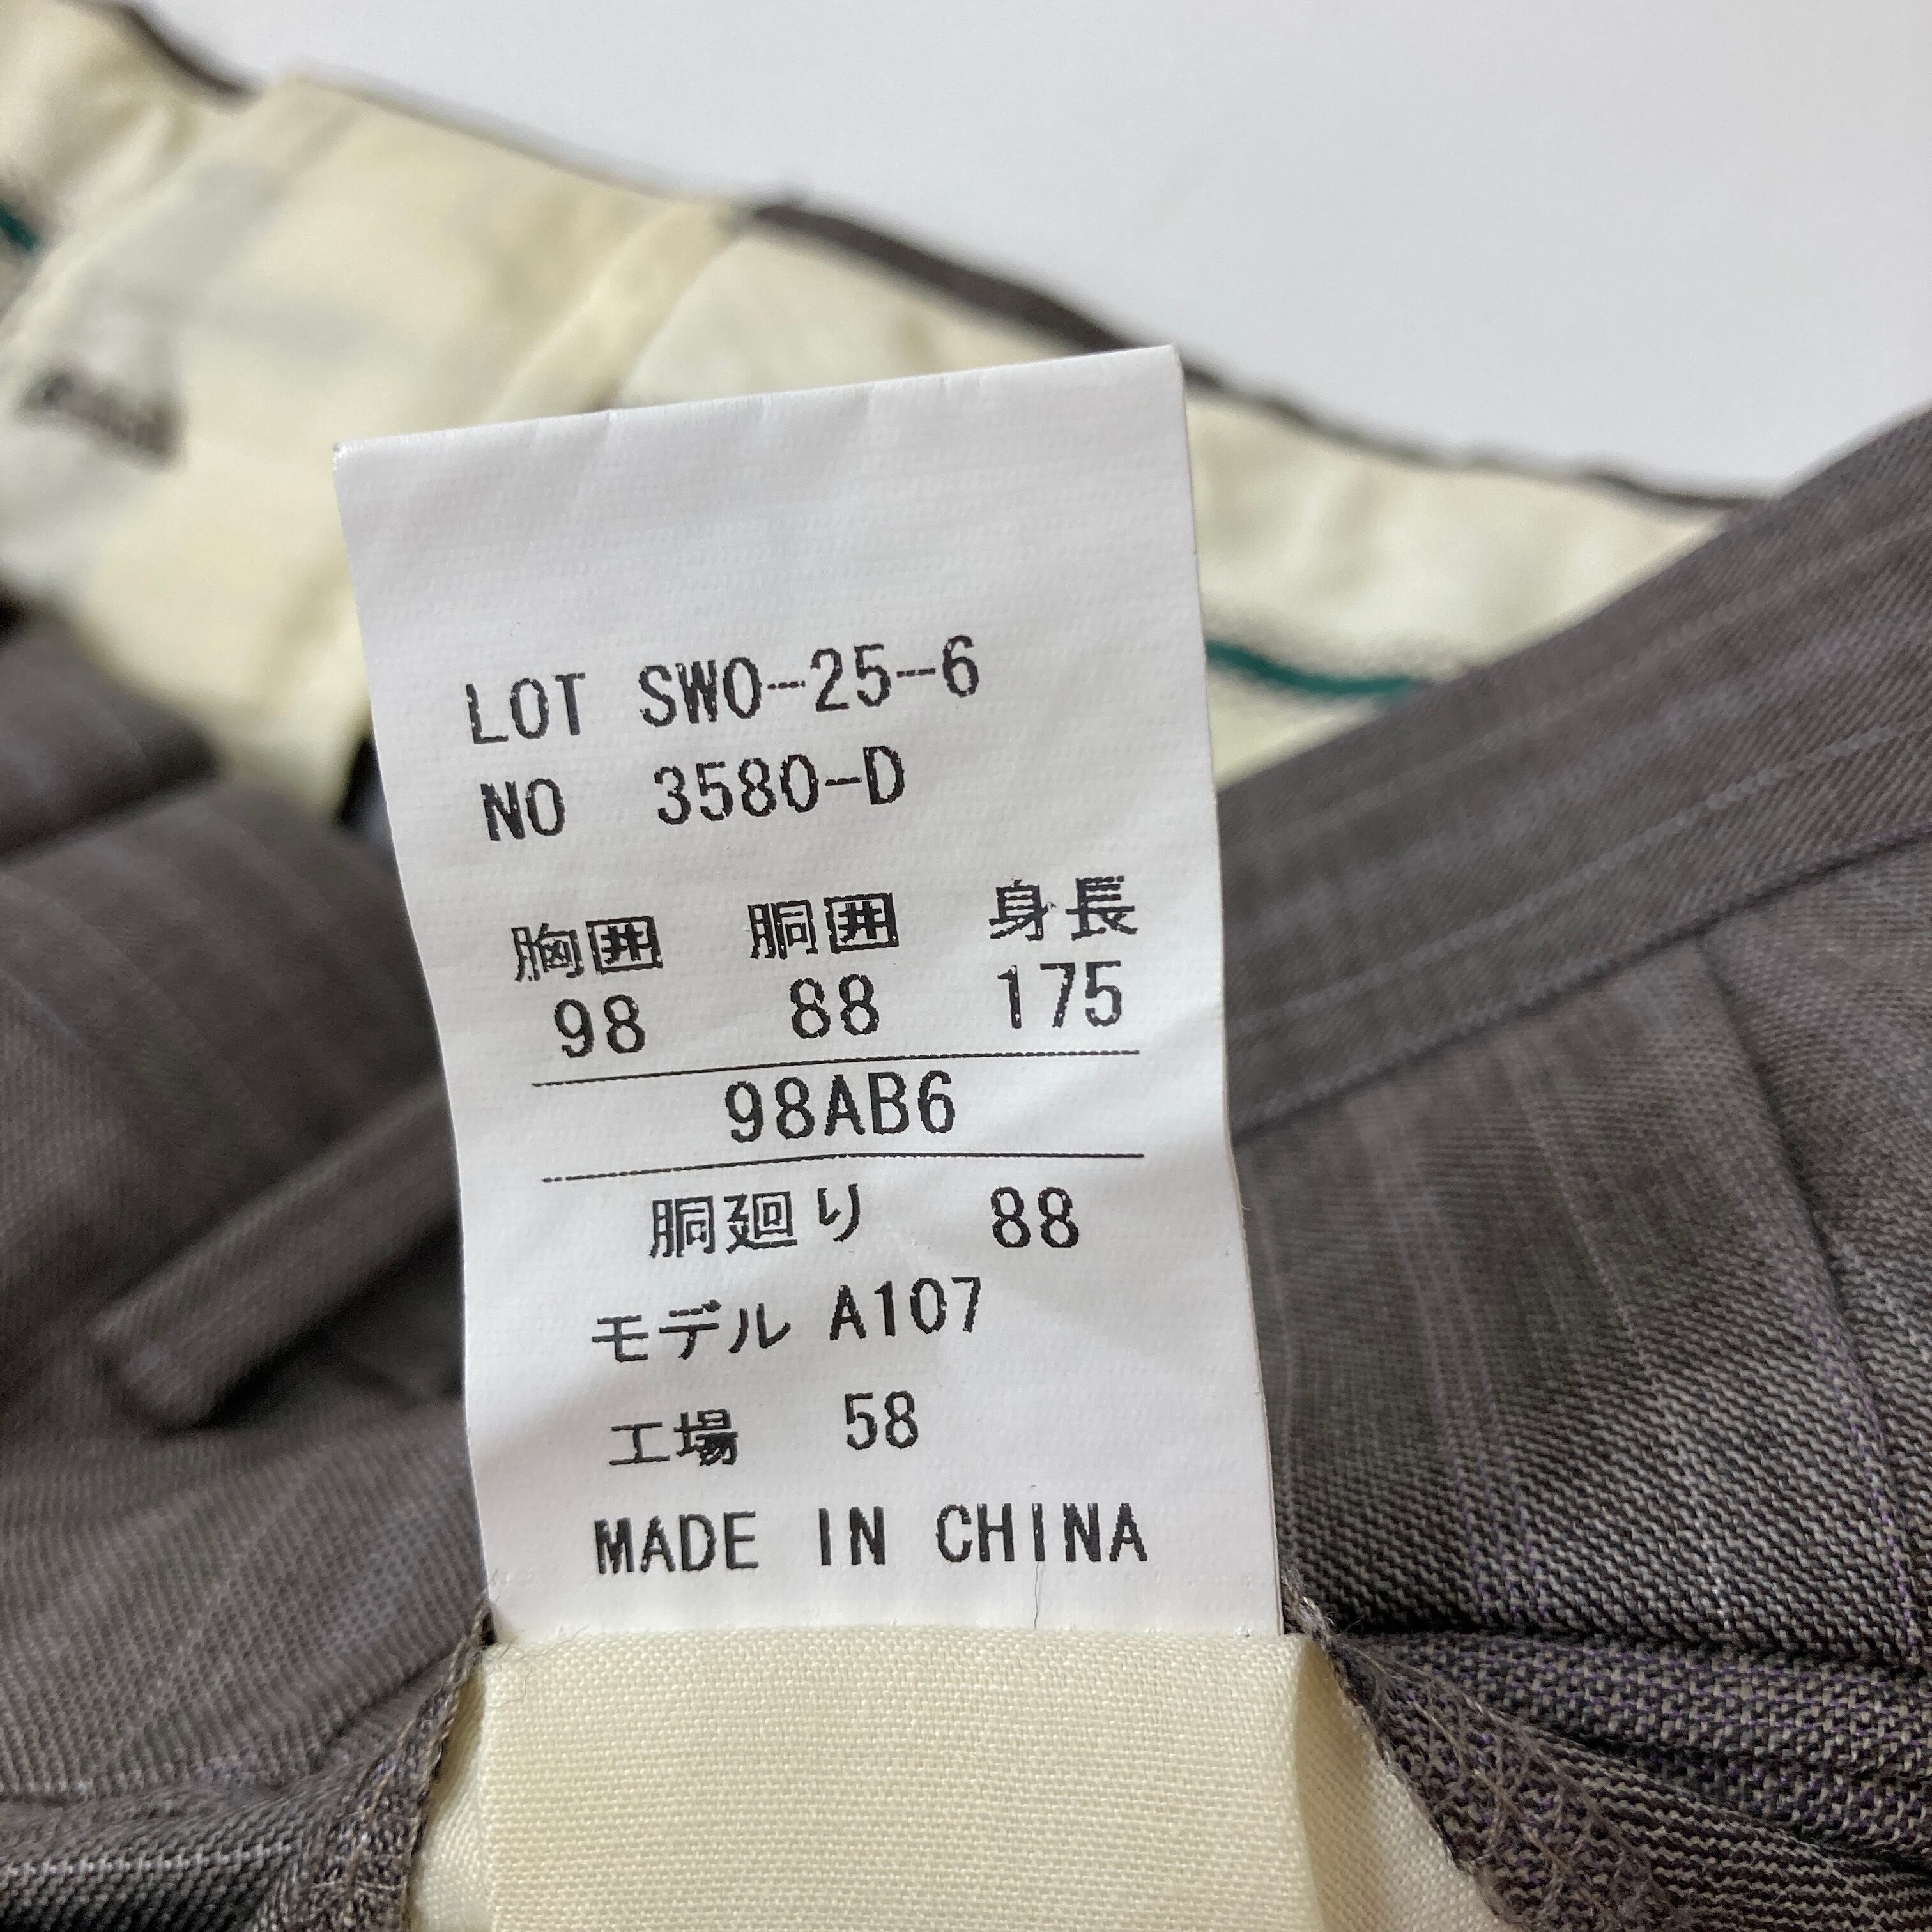 LOT SWO-25-6
NO 3580-D
胸囲 胴囲 身長
98 88 175
98AB6
胴廻り 88
モデル A107
工場 58
MADE IN CHINA